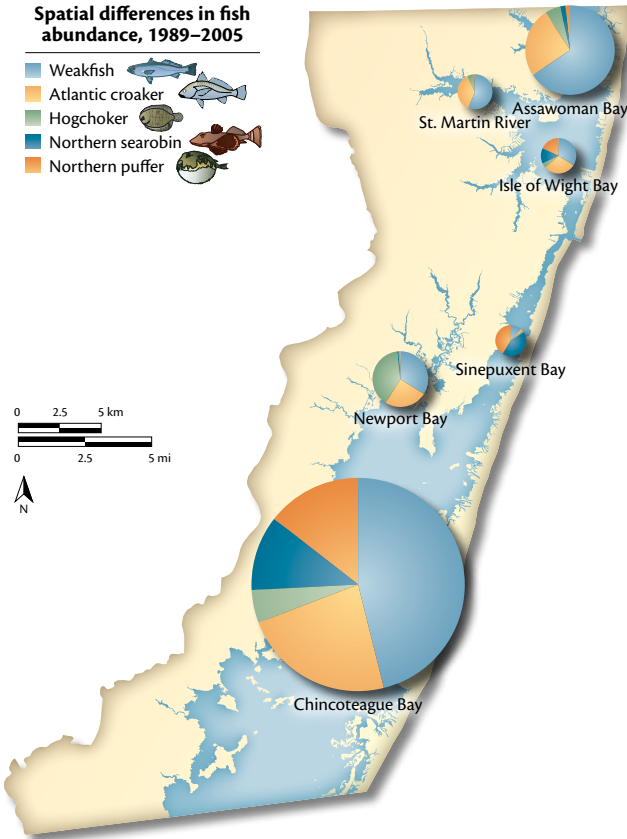 Spatial differences in fish
abundance, 1989–2005
Weakfish
Atlantic croaker
Hogchoker
Northern searobin
Northern puffer
Assawoman Bay
St. Martin River
Isle of Wight Bay
Sinepuxent Bay
Newport Bay
0 2.5 5 km
0 2.5 5 mi
N
Chincoteague Bay